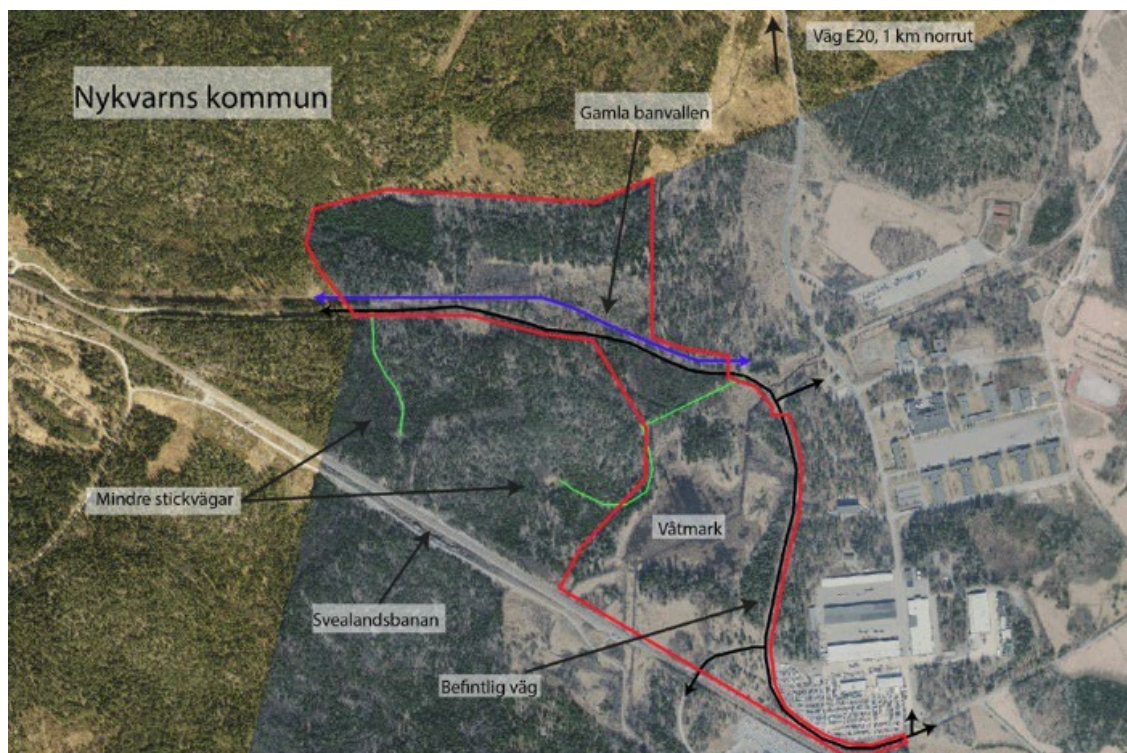 Väg E20, 1 km norrut
Nykvarns kommun
Gamla banvallen
Mindre stickvägar
Våtmark
Svealandsbanan
Befintlig väg